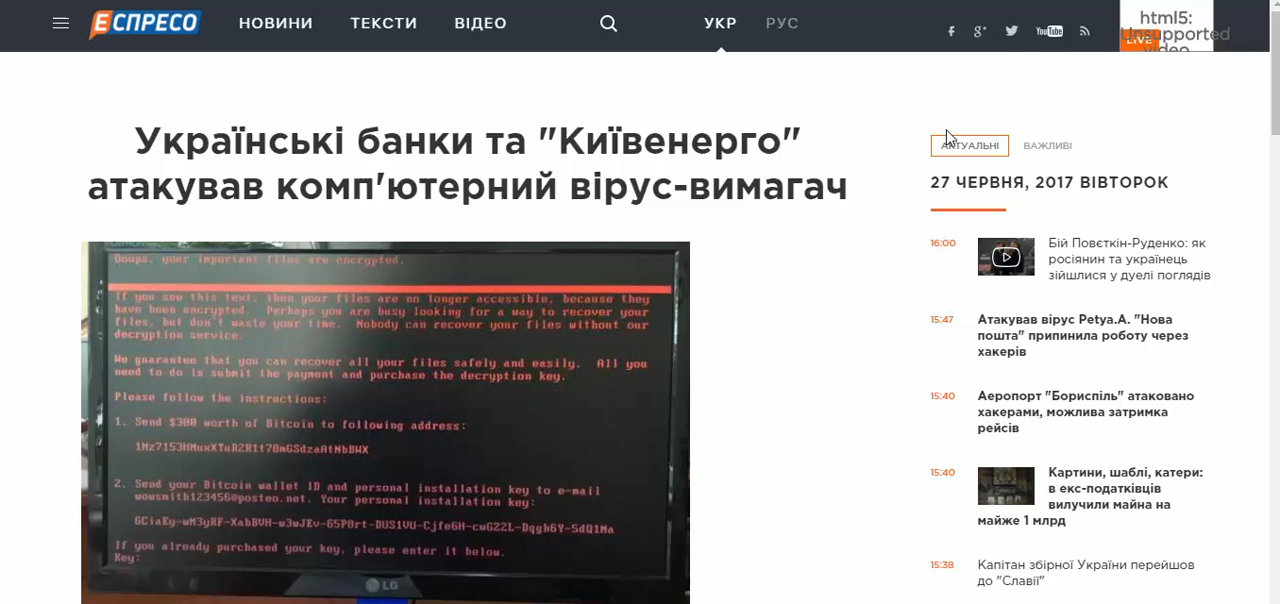 ЕСПРЕСО НОВИНИ ТЕКСТИ ВІДЕО УКР РУС You Tube
html5:
Unsupported
video
LIVE
Українські банки та "Київенерго"
атакував комп'ютерний вірус-вимагач
Ooops, your important files are encrypted.
If you see this text, then your files are no longer accessible, because they
have been encrypted. Perhaps you are busy looking for a way to recover your
files, but don't waste your time. Nobody can recover your files without our
decryption service.
We guarantee that you can recover all your files safely and easily. All you
need to do is submit the payment and purchase the decryption key.
Please follow the instructions:
1. Send $300 worth of Bitcoin to following address:
2. Send your Bitcoin wallet ID and personal installation key to e-mail
wowsmith123456@posteo.net. Your personal installation key:
If you already purchased your key, please enter it below.
Key:
LG
АКТУАЛЬНІ ВАЖЛИВІ
27 ЧЕРВНЯ, 2017 ВІВТОРОК
16:00 Бій Повєткін-Руденко: як
росіянин та українець
зійшлися у дуелі поглядів
15:47 Атакував вірус Petya.A. "Нова
пошта" припинила роботу через
хакерів
15:40 Аеропорт "Бориспіль" атаковано
хакерами, можлива затримка
рейсів
15:40 Картини, шаблі, катери:
в екс-податківців
вилучили майна на
майже 1 млрд
15:38 Капітан збірної України перейшов
до "Славії"